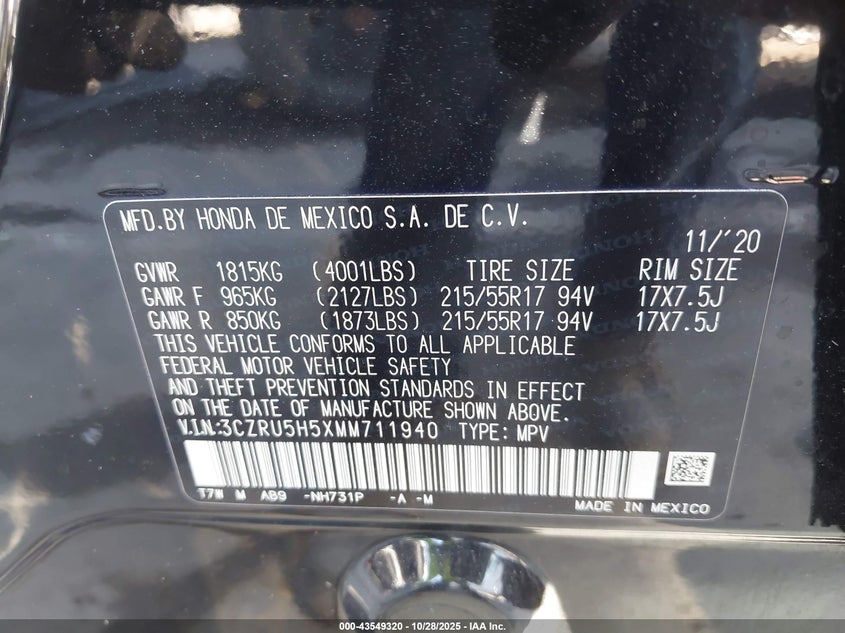 MFD.BY HONDA DE MEXICO S.A. DE C.V.
11/'20
GVWR 1815KG (4001LBS) TIRE SIZE RIM SIZE
GAWR F 965KG (2127LBS) 215/55R17 94V 17X7.5J
GAWR R 850KG (1873LBS) 215/55R17 94V 17X7.5J
THIS VEHICLE CONFORMS TO ALL APPLICABLE
FEDERAL MOTOR VEHICLE SAFETY
AND THEFT PREVENTION STANDARDS IN EFFECT
ON THE DATE OF MANUFACTURE SHOWN ABOVE.
V.I.N:3CZRU5H5XMM711940 TYPE: MPV
T7W M AB9 -NH731P -A -M
MADE IN MEXICO
000-43549320 - 10/28/2025 - IAA Inc.